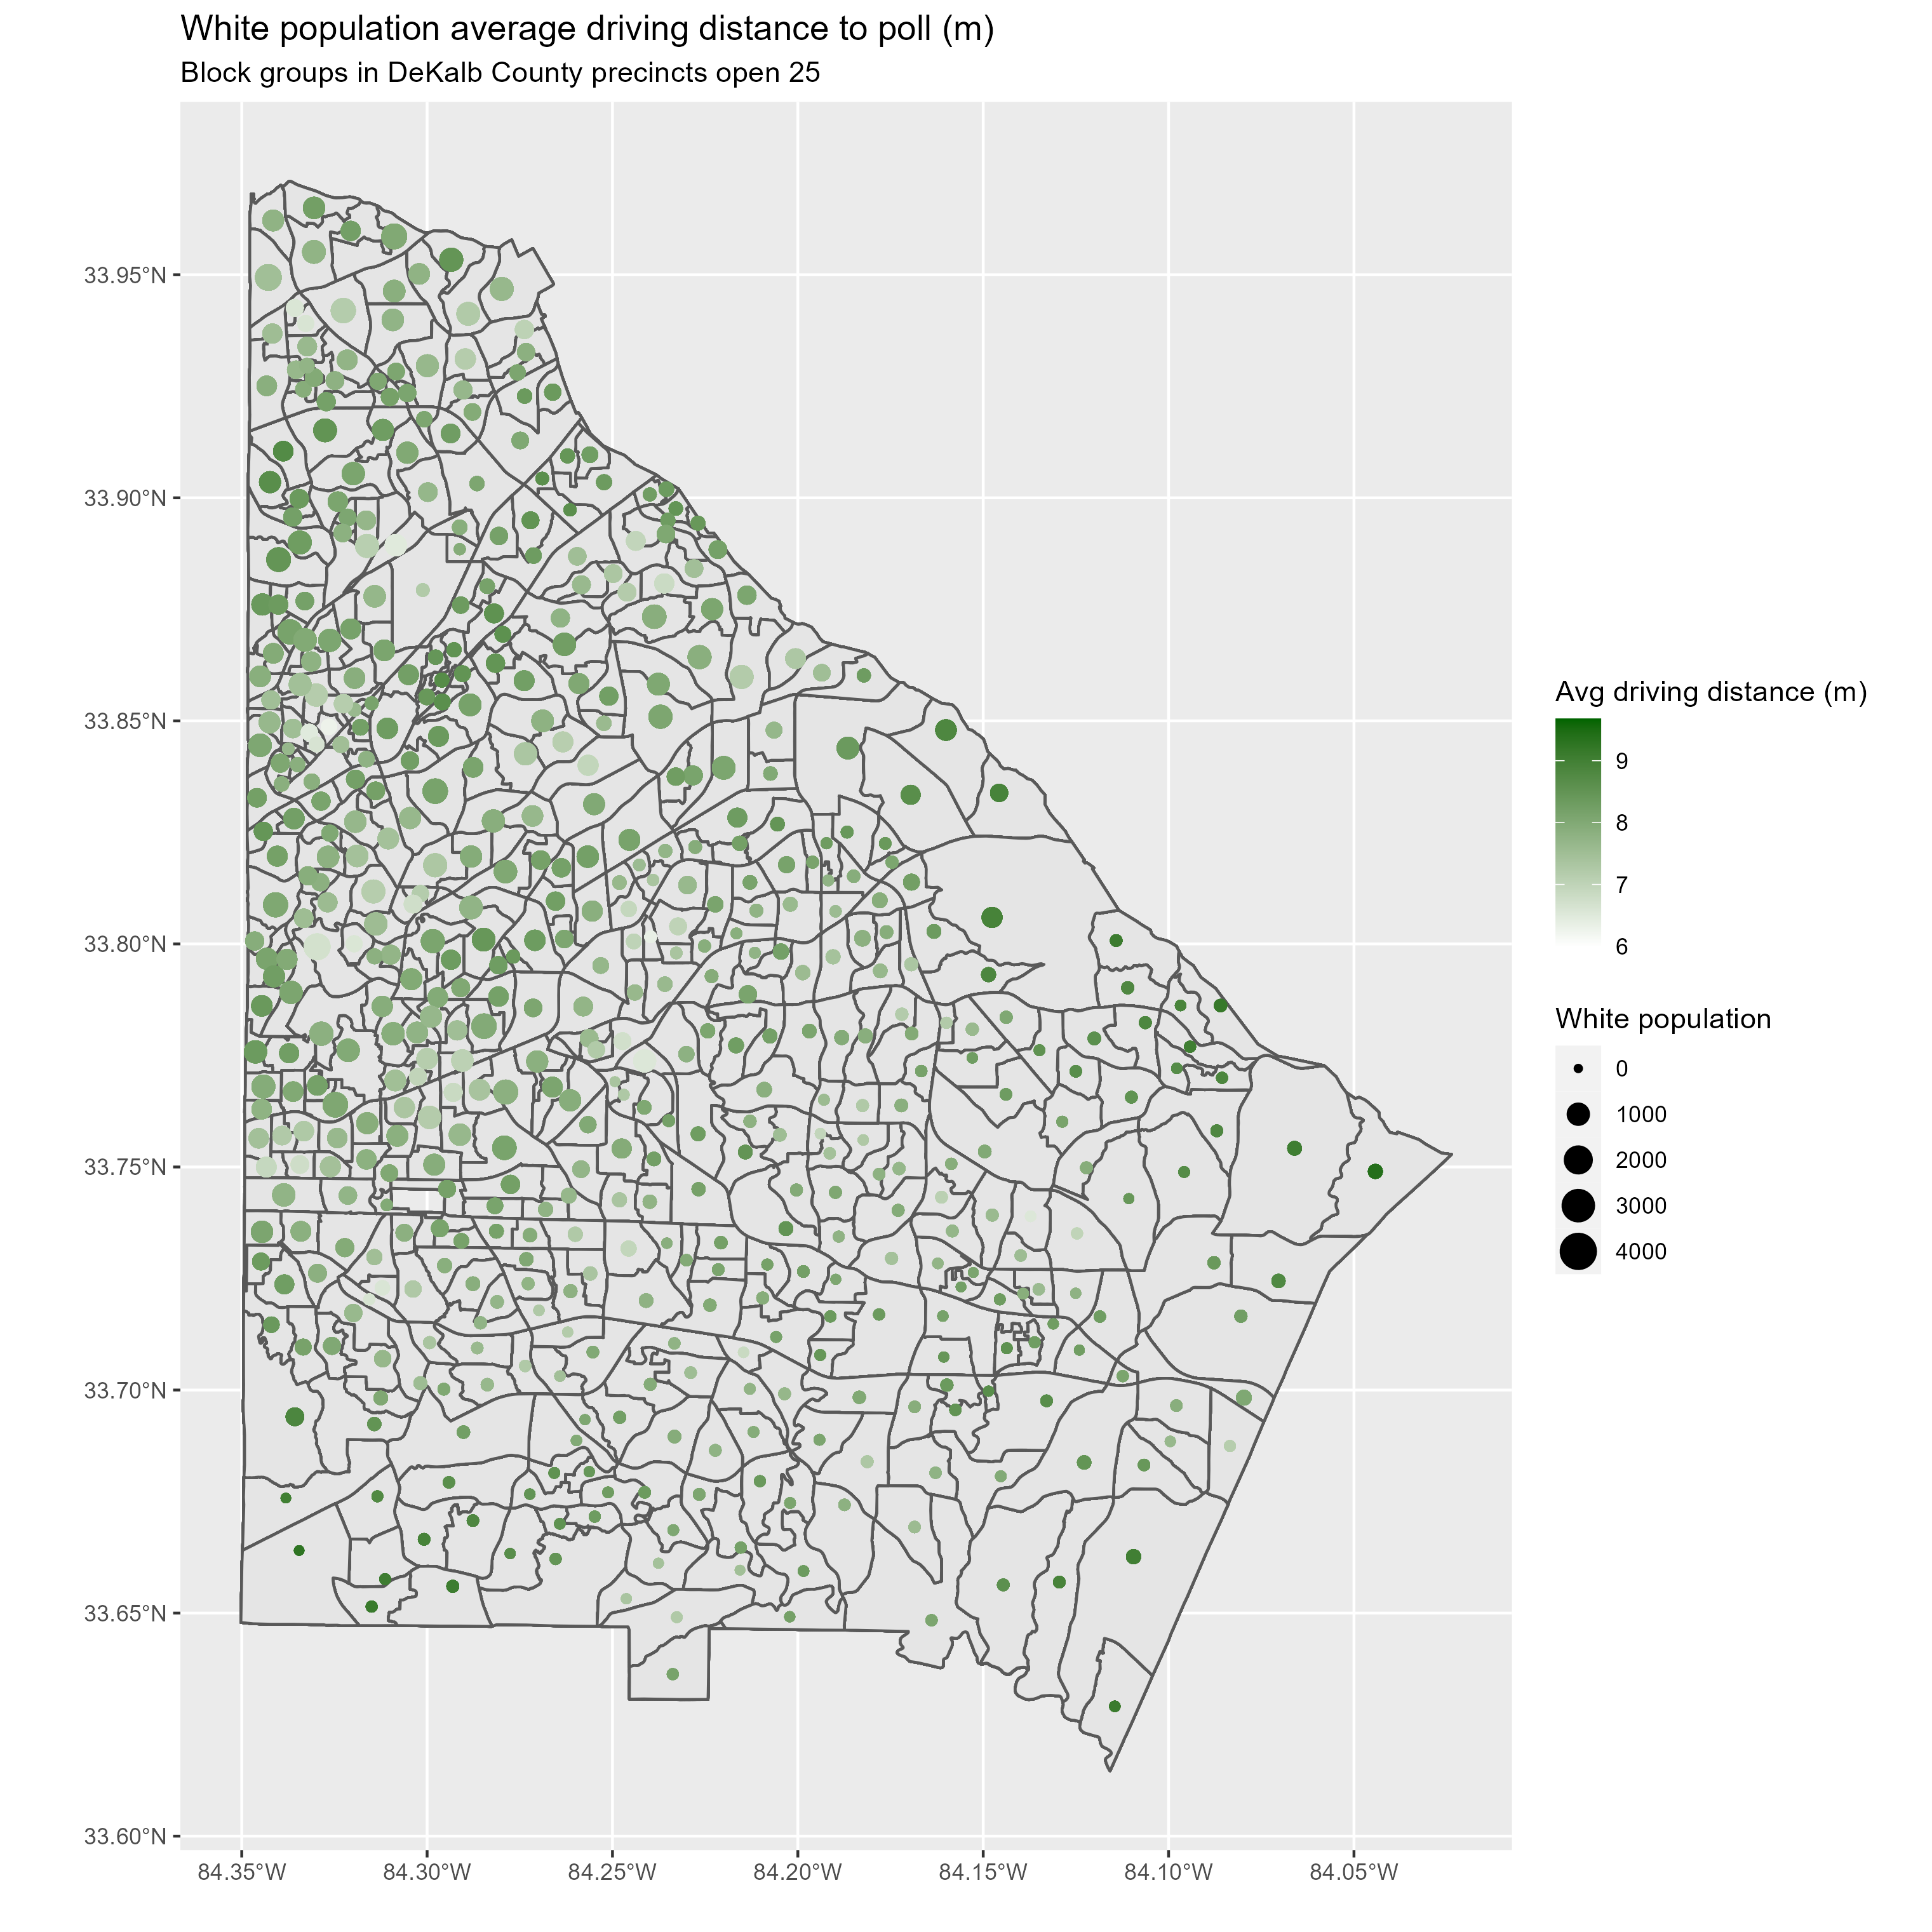 White population average driving distance to poll (m)
Block groups in DeKalb County precincts open 25
33.95°N
33.90°N
33.85°N
33.80°N
33.75°N
33.70°N
33.65°N
33.60°N
84.35°W
84.30°W
84.25°W
84.20°W
84.15°W
84.10°W
84.05°W
Avg driving distance (m)
9
8
7
6
White population
0
1000
2000
3000
4000